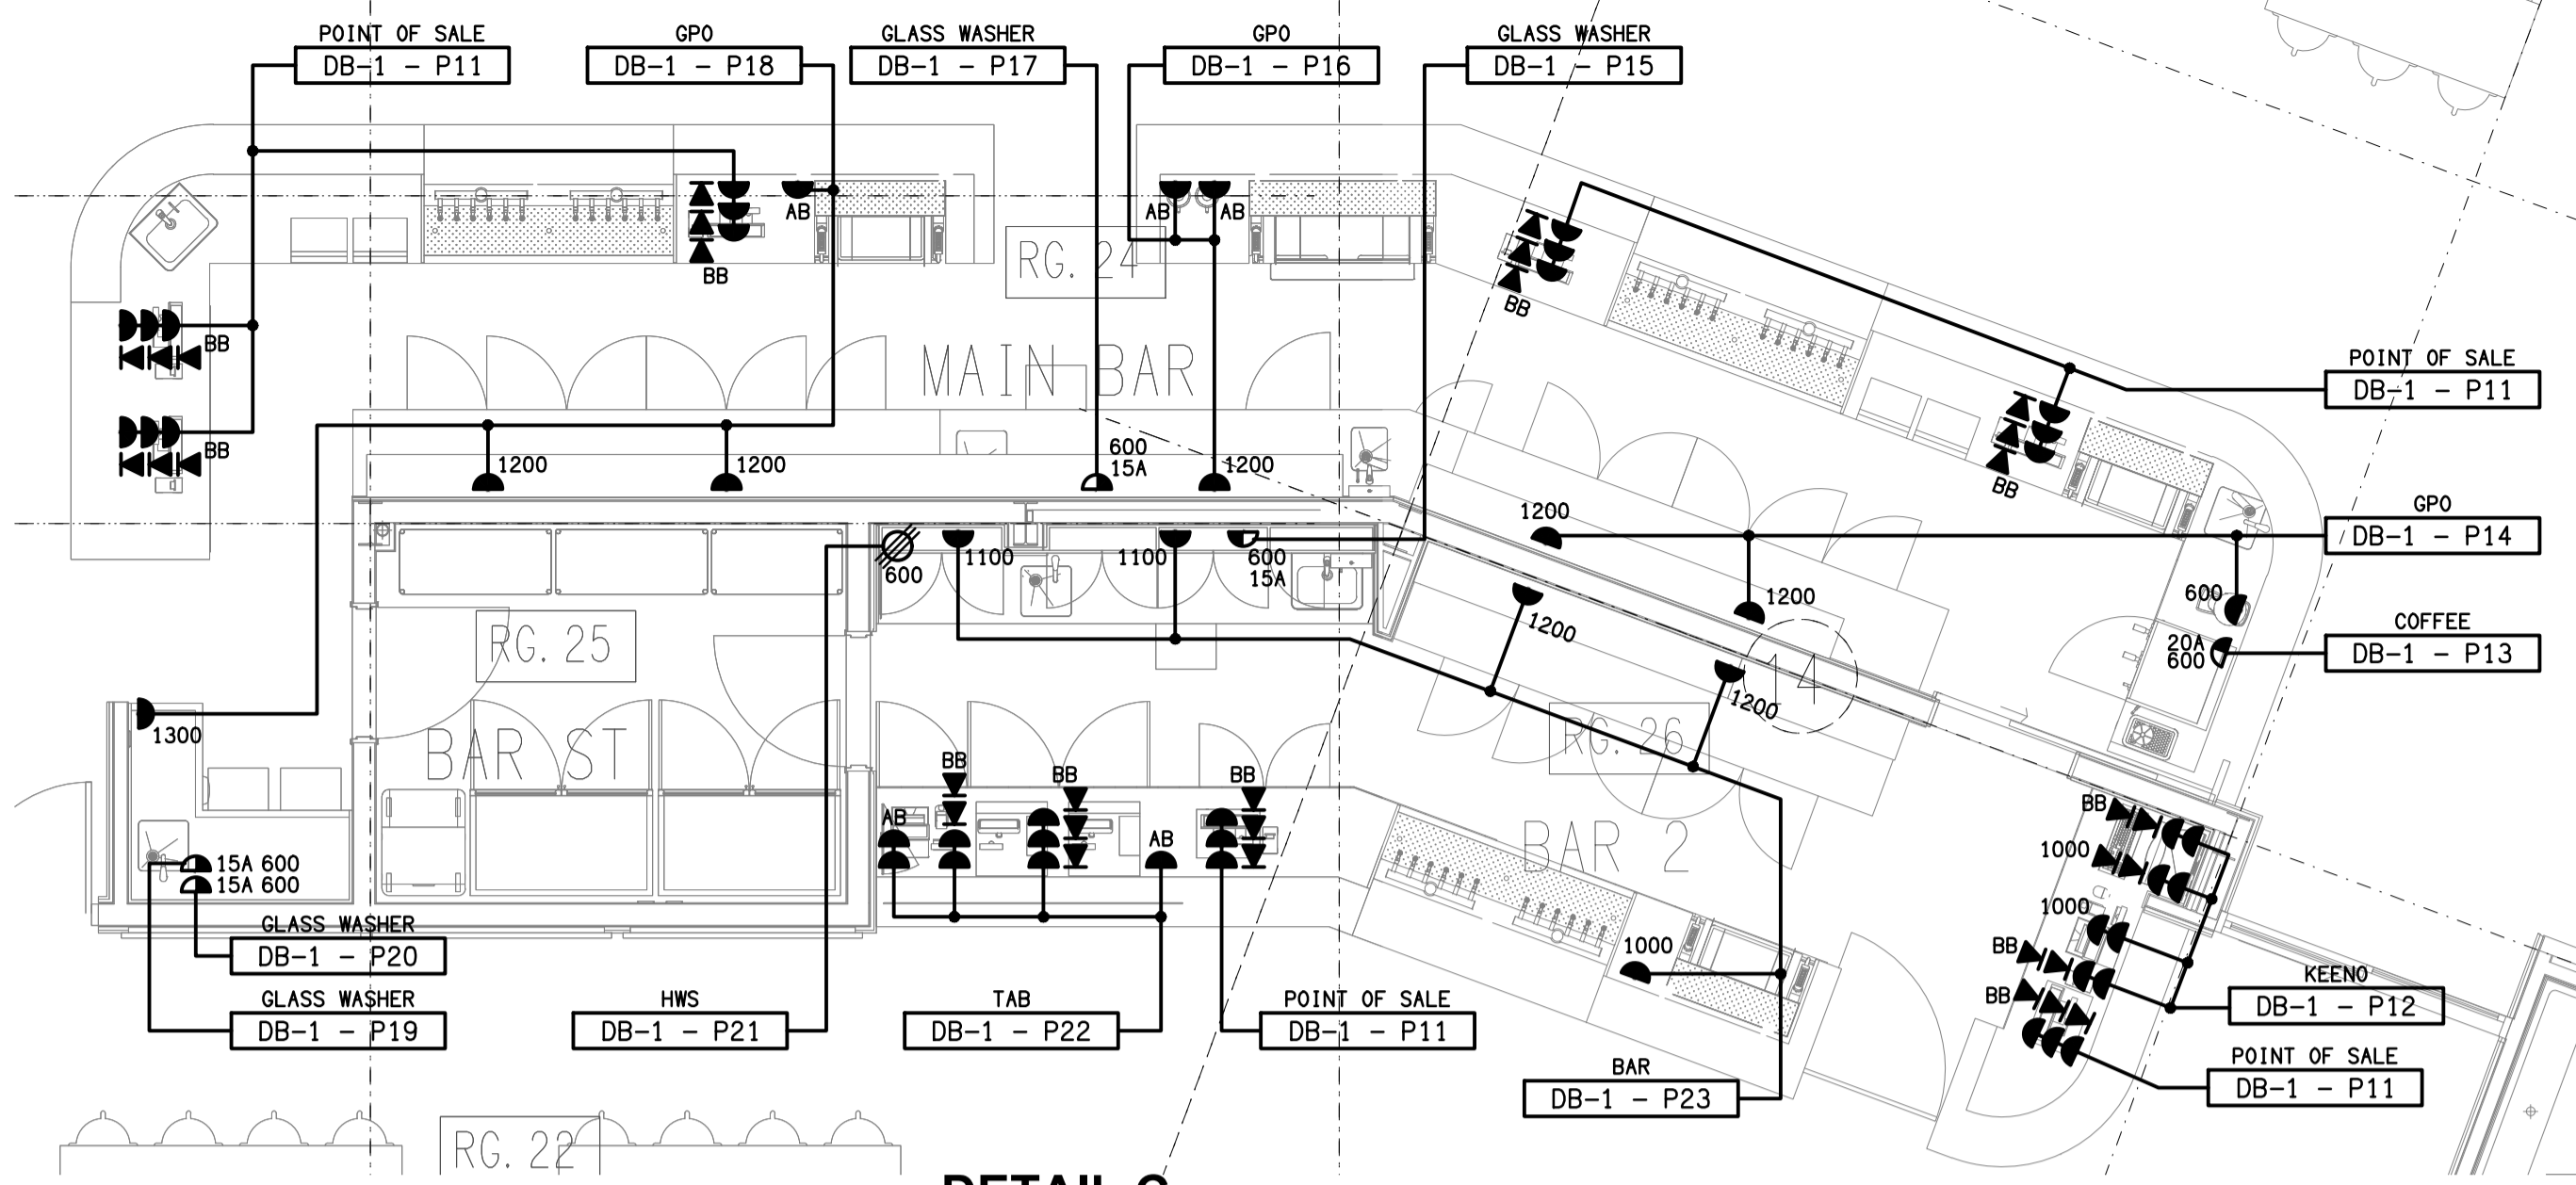 POINT OF SALE
DB-1 - P11
GPO
DB-1 - P18
GLASS WASHER
DB-1 - P17
GPO
DB-1 - P16
GLASS WASHER
DB-1 - P15
AB
AB
AB
BB
RG. 24
BB
BB
BB
MAIN BAR
POINT OF SALE
DB-1 - P11
1200
1200
600
15A
1200
BB
1200
GPO
DB-1 - P14
600
1100
1100
600
15A
1200
1200
600
COFFEE
DB-1 - P13
20A
600
RG. 25
14
1200
1300
BAR ST
RG. 26
BB
BB
BB
AB
AB
BAR 2
BB
1000
1000
15A 600
15A 600
GLASS WASHER
DB-1 - P20
1000
BB
BB
GLASS WASHER
DB-1 - P19
HWS
DB-1 - P21
TAB
DB-1 - P22
POINT OF SALE
DB-1 - P11
KEENO
DB-1 - P12
BAR
DB-1 - P23
POINT OF SALE
DB-1 - P11
RG. 22